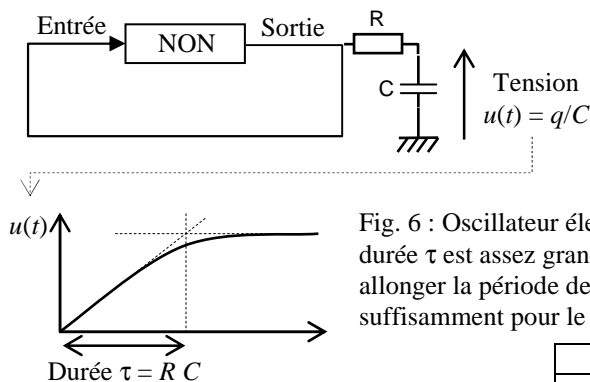 Entrée
NON
Sortie
R
C
Tension
u(t) = q/C
u(t)
Fig. 6 : Oscillateur éle
durée τ est assez gran
allonger la période de
suffisamment pour le
Durée τ = R C